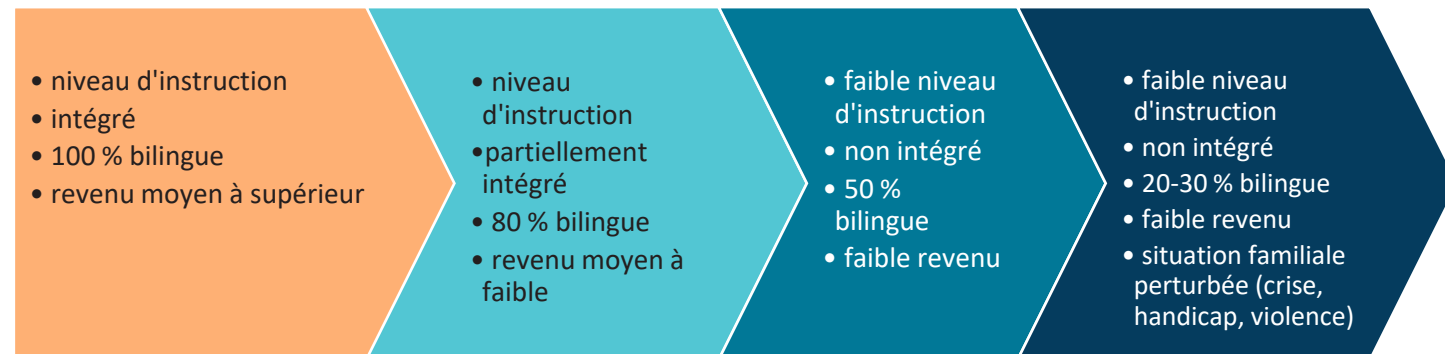 • niveau d'instruction
• intégré
• 100 % bilingue
• revenu moyen à supérieur
• niveau
d'instruction
•partiellement
intégré
• 80 % bilingue
• revenu moyen à
faible
• faible niveau
d'instruction
• non intégré
• 50 %
bilingue
• faible revenu
• faible niveau
d'instruction
• non intégré
• 20-30 % bilingue
• faible revenu
• situation familiale
perturbée (crise,
handicap, violence)